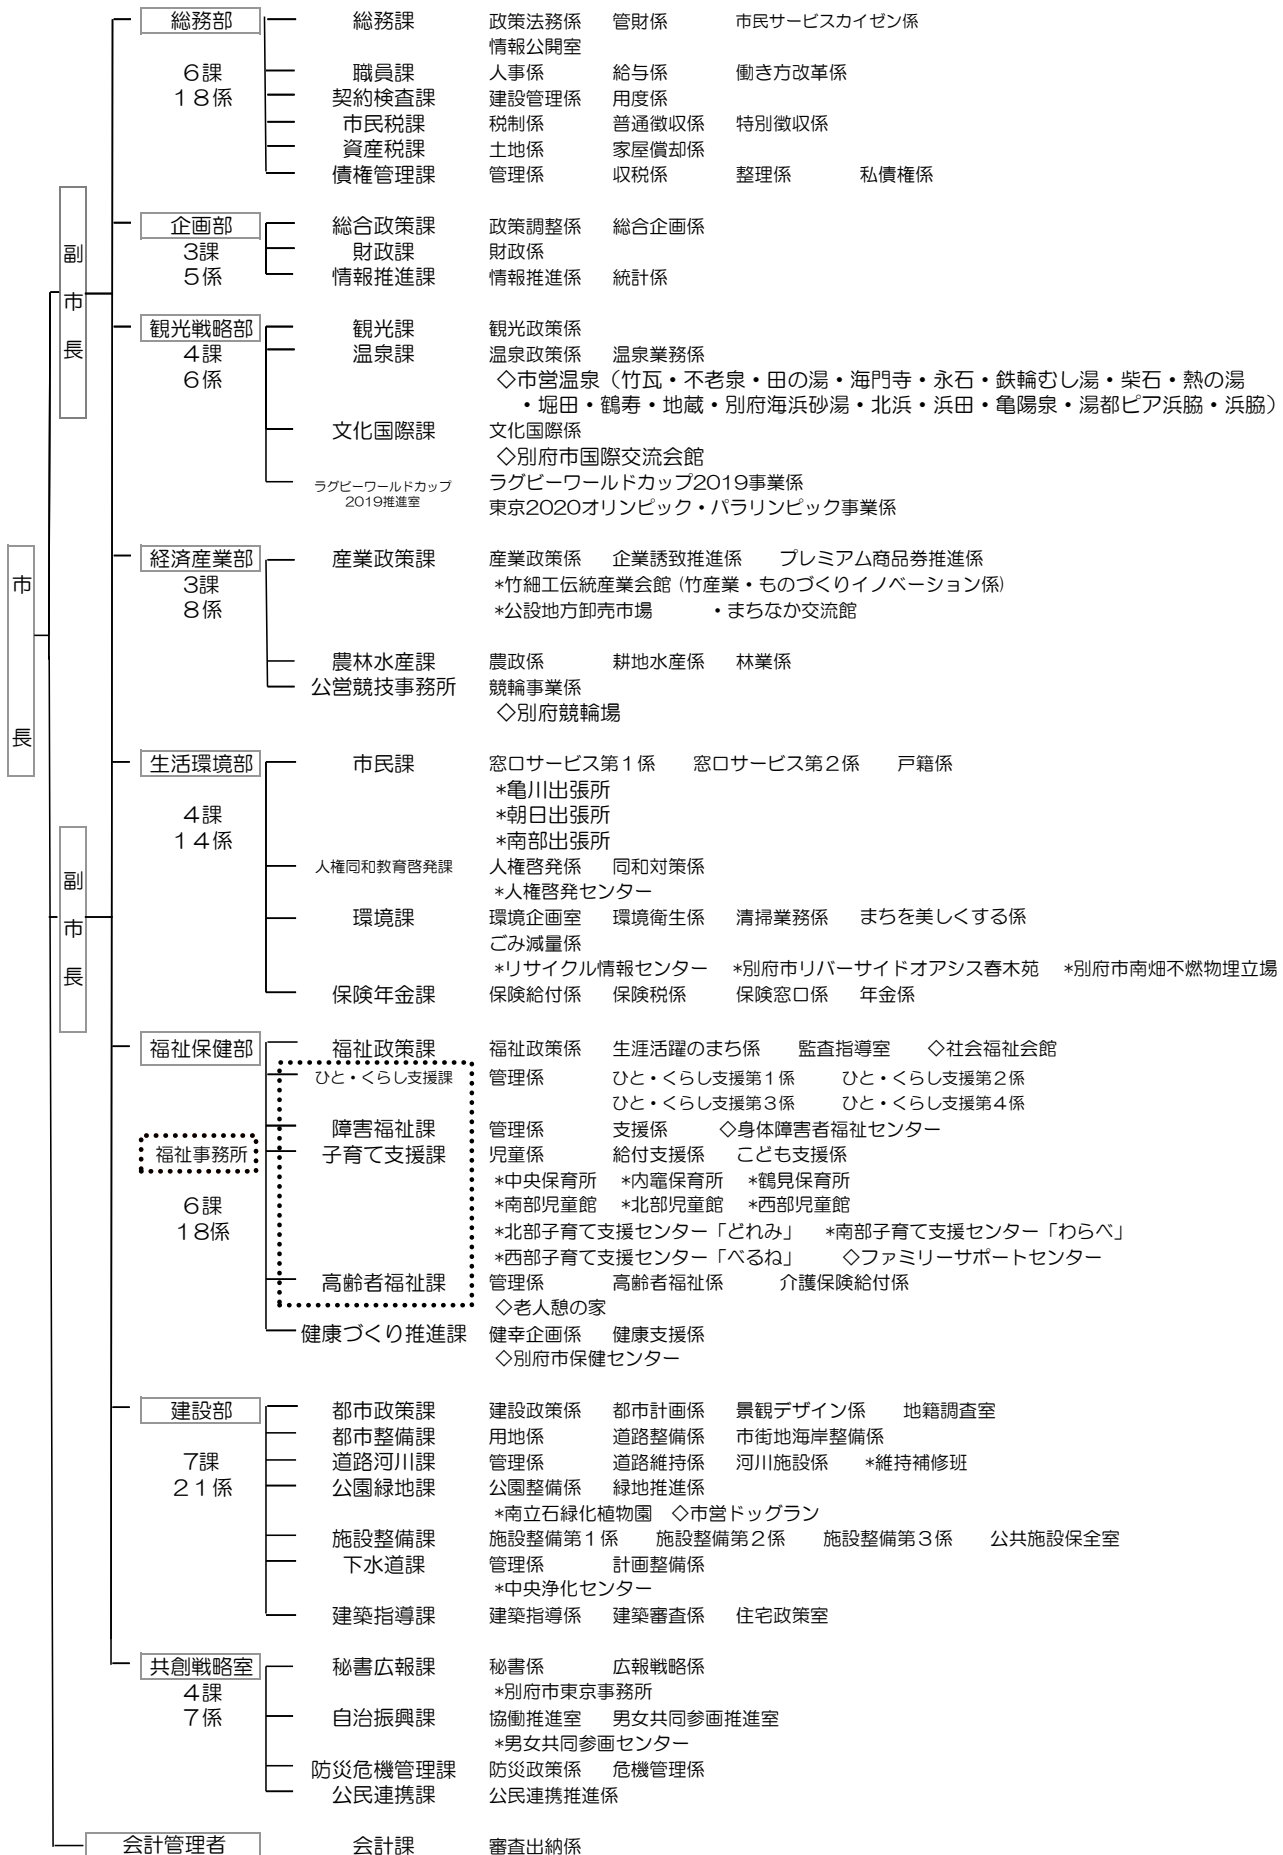 総務部 総務課 政策法務係 管財係 市民サービスカイゼン係
情報公開室
6課 職員課 人事係 給与係 働き方改革係
18係 契約検査課 建設管理係 用度係
市民税課 税制係 普通徴収係 特別徴収係
資産税課 土地係 家屋償却係
債権管理課 管理係 収税係 整理係 私債権係
副市長
企画部 総合政策課 政策調整係 総合企画係
3課 財政課 財政係
5係 情報推進課 情報推進係 統計係
観光戦略部 観光課 観光政策係
4課 温泉課 温泉政策係 温泉業務係
6係 ◇市営温泉(竹瓦・不老泉・田の湯・海門寺・永石・鉄輪むし湯・柴石・熱の湯
・堀田・鶴寿・地蔵・別府海浜砂湯・北浜・浜田・亀陽泉・湯都ピア浜脇・浜脇)
文化国際課 文化国際係
◇別府市国際交流会館
ラグビーワールドカップ 2019推進室 ラグビーワールドカップ2019事業係
東京2020オリンピック・パラリンピック事業係
市長
経済産業部 産業政策課 産業政策係 企業誘致推進係 プレミアム商品券推進係
3課 *竹細工伝統産業会館 (竹産業・ものづくりイノベーション係)
8係 *公設地方卸売市場 ・まちなか交流館
農林水産課 農政係 耕地水産係 林業係
公営競技事務所 競輪事業係
◇別府競輪場
生活環境部 市民課 窓口サービス第1係 窓口サービス第2係 戸籍係
*亀川出張所
4課 *朝日出張所
14係 *南部出張所
副市長
人権同和教育啓発課 人権啓発係 同和対策係
*人権啓発センター
環境課 環境企画室 環境衛生係 清掃業務係 まちを美しくする係
ごみ減量係
*リサイクル情報センター *別府市リバーサイドオアシス春木苑 *別府市南畑不燃物埋立場
保険年金課 保険給付係 保険税係 保険窓口係 年金係
福祉保健部 福祉政策課 福祉政策係 生涯活躍のまち係 監査指導室 ◇社会福祉会館
ひと・くらし支援課 管理係 ひと・くらし支援第1係 ひと・くらし支援第2係
ひと・くらし支援第3係 ひと・くらし支援第4係
障害福祉課 管理係 支援係 ◇身体障害者福祉センター
福祉事務所 子育て支援課 児童係 給付支援係 こども支援係
*中央保育所 *内竈保育所 *鶴見保育所
6課 *南部児童館 *北部児童館 *西部児童館
18係 *北部子育て支援センター「どれみ」 *南部子育て支援センター「わらべ」
*西部子育て支援センター「べるね」 ◇ファミリーサポートセンター
高齢者福祉課 管理係 高齢者福祉係 介護保険給付係
◇老人憩の家
健康づくり推進課 健幸企画係 健康支援係
◇別府市保健センター
建設部 都市政策課 建設政策係 都市計画係 景観デザイン係 地籍調査室
都市整備課 用地係 道路整備係 市街地海岸整備係
7課 道路河川課 管理係 道路維持係 河川施設係 *維持補修班
21係 公園緑地課 公園整備係 緑地推進係
*南立石緑化植物園 ◇市営ドッグラン
施設整備課 施設整備第1係 施設整備第2係 施設整備第3係 公共施設保全室
下水道課 管理係 計画整備係
*中央浄化センター
建築指導課 建築指導係 建築審査係 住宅政策室
共創戦略室 秘書広報課 秘書係 広報戦略係
4課 *別府市東京事務所
7係 自治振興課 協働推進室 男女共同参画推進室
*男女共同参画センター
防災危機管理課 防災政策係 危機管理係
公民連携課 公民連携推進係
会計管理者 会計課 審査出納係